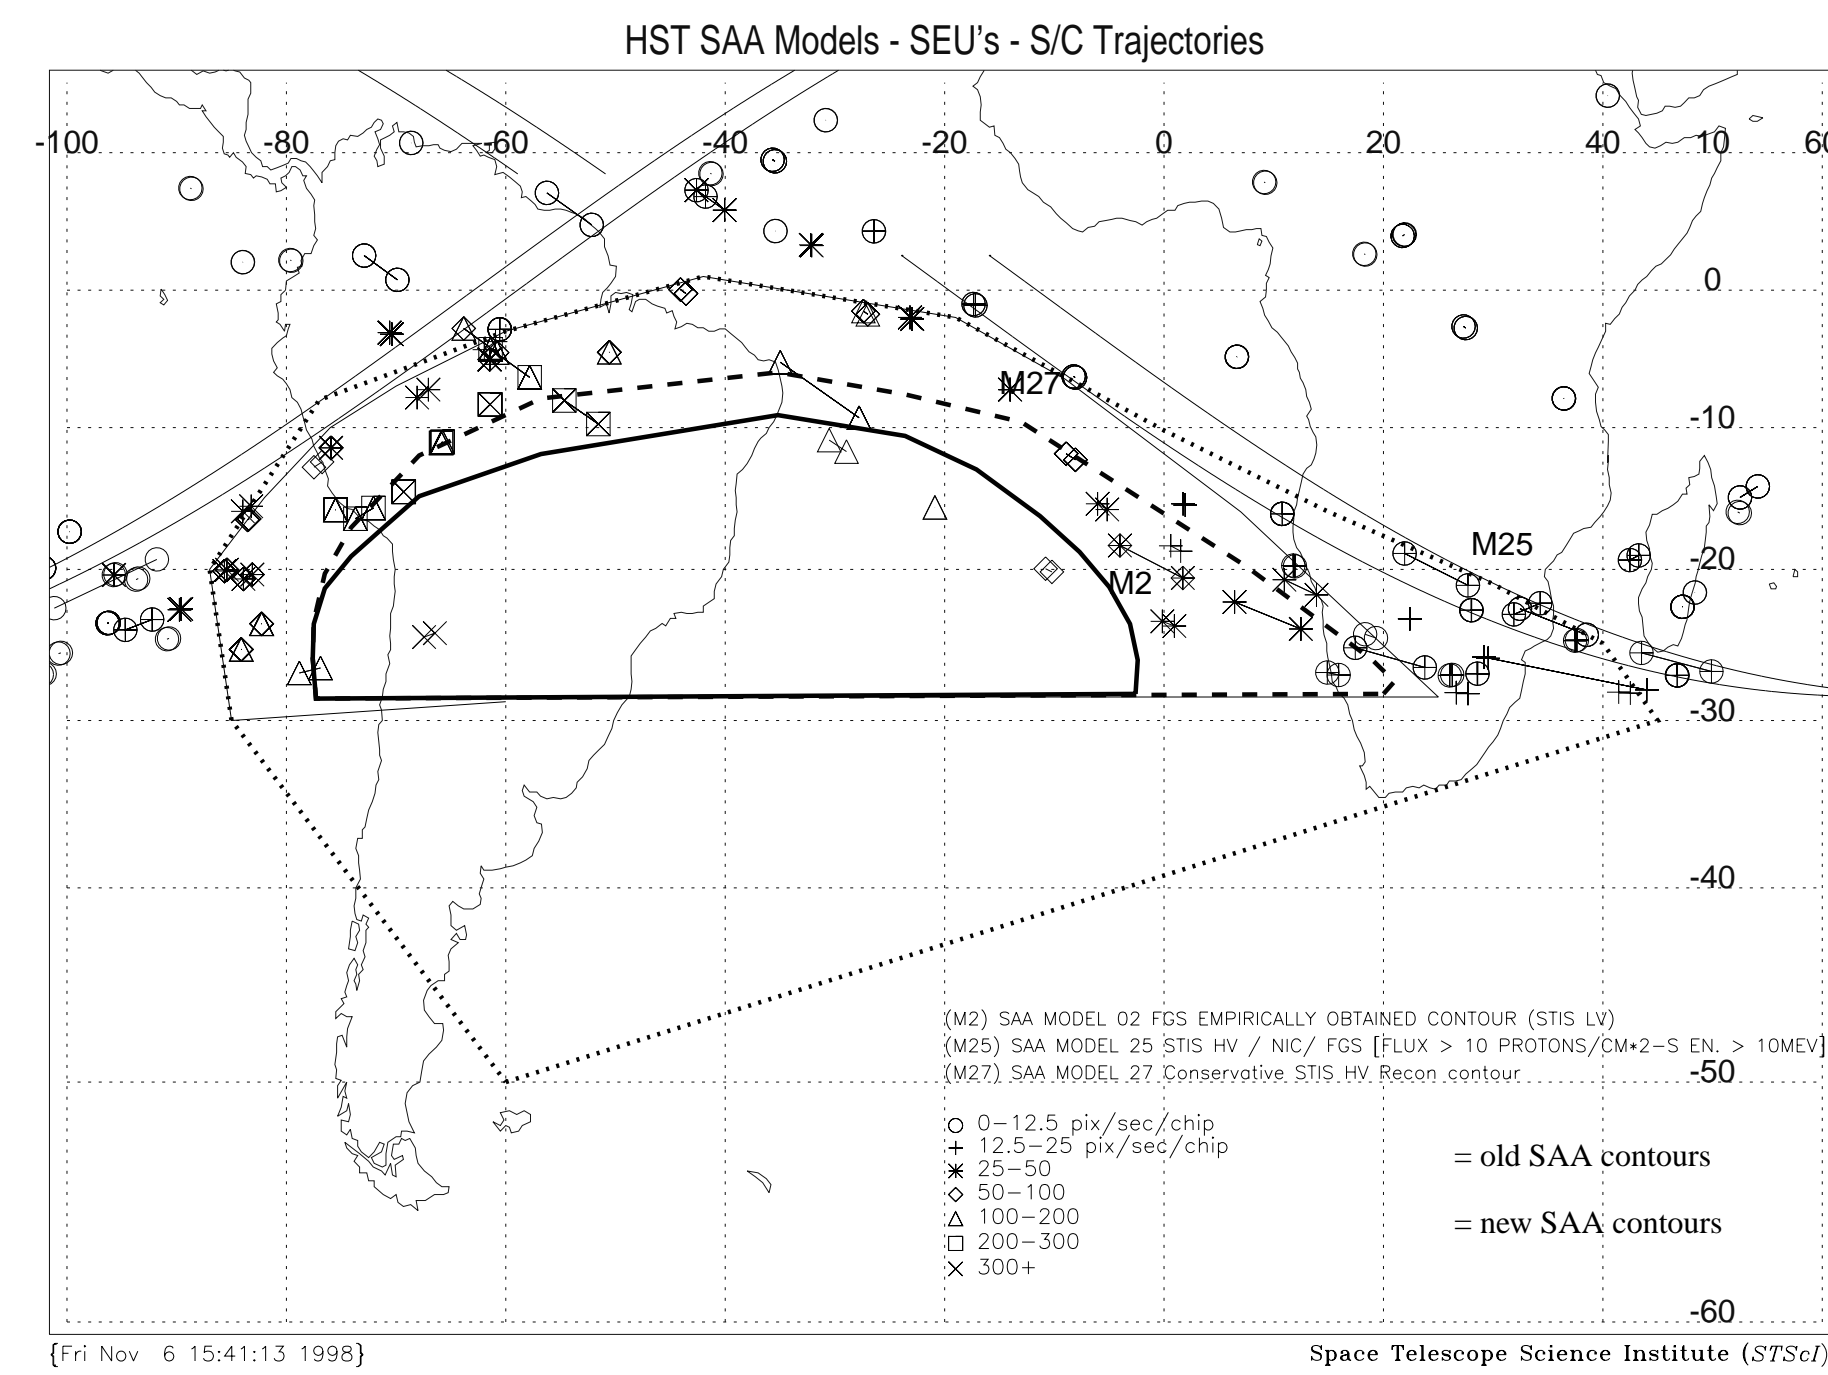 HST SAA Models - SEU's - S/C Trajectories
-100 -80 -60 -40 -20 0 20 40 10 60
0
M27
-10
M25
-20
M2
-30
-40
(M2) SAA MODEL 02 FGS EMPIRICALLY OBTAINED CONTOUR (STIS LV)
(M25) SAA MODEL 25 STIS HV / NIC/ FGS [FLUX > 10 PROTONS/CM*2-S EN. > 10MEV]
(M27) SAA MODEL 27 Conservative STIS HV Recon contour
-50
0-12.5 pix/sec/chip
12.5-25 pix/sec/chip
25-50
50-100
100-200
200-300
300+
= old SAA contours
= new SAA contours
-60
{Fri Nov 6 15:41:13 1998}
Space Telescope Science Institute (STScI)